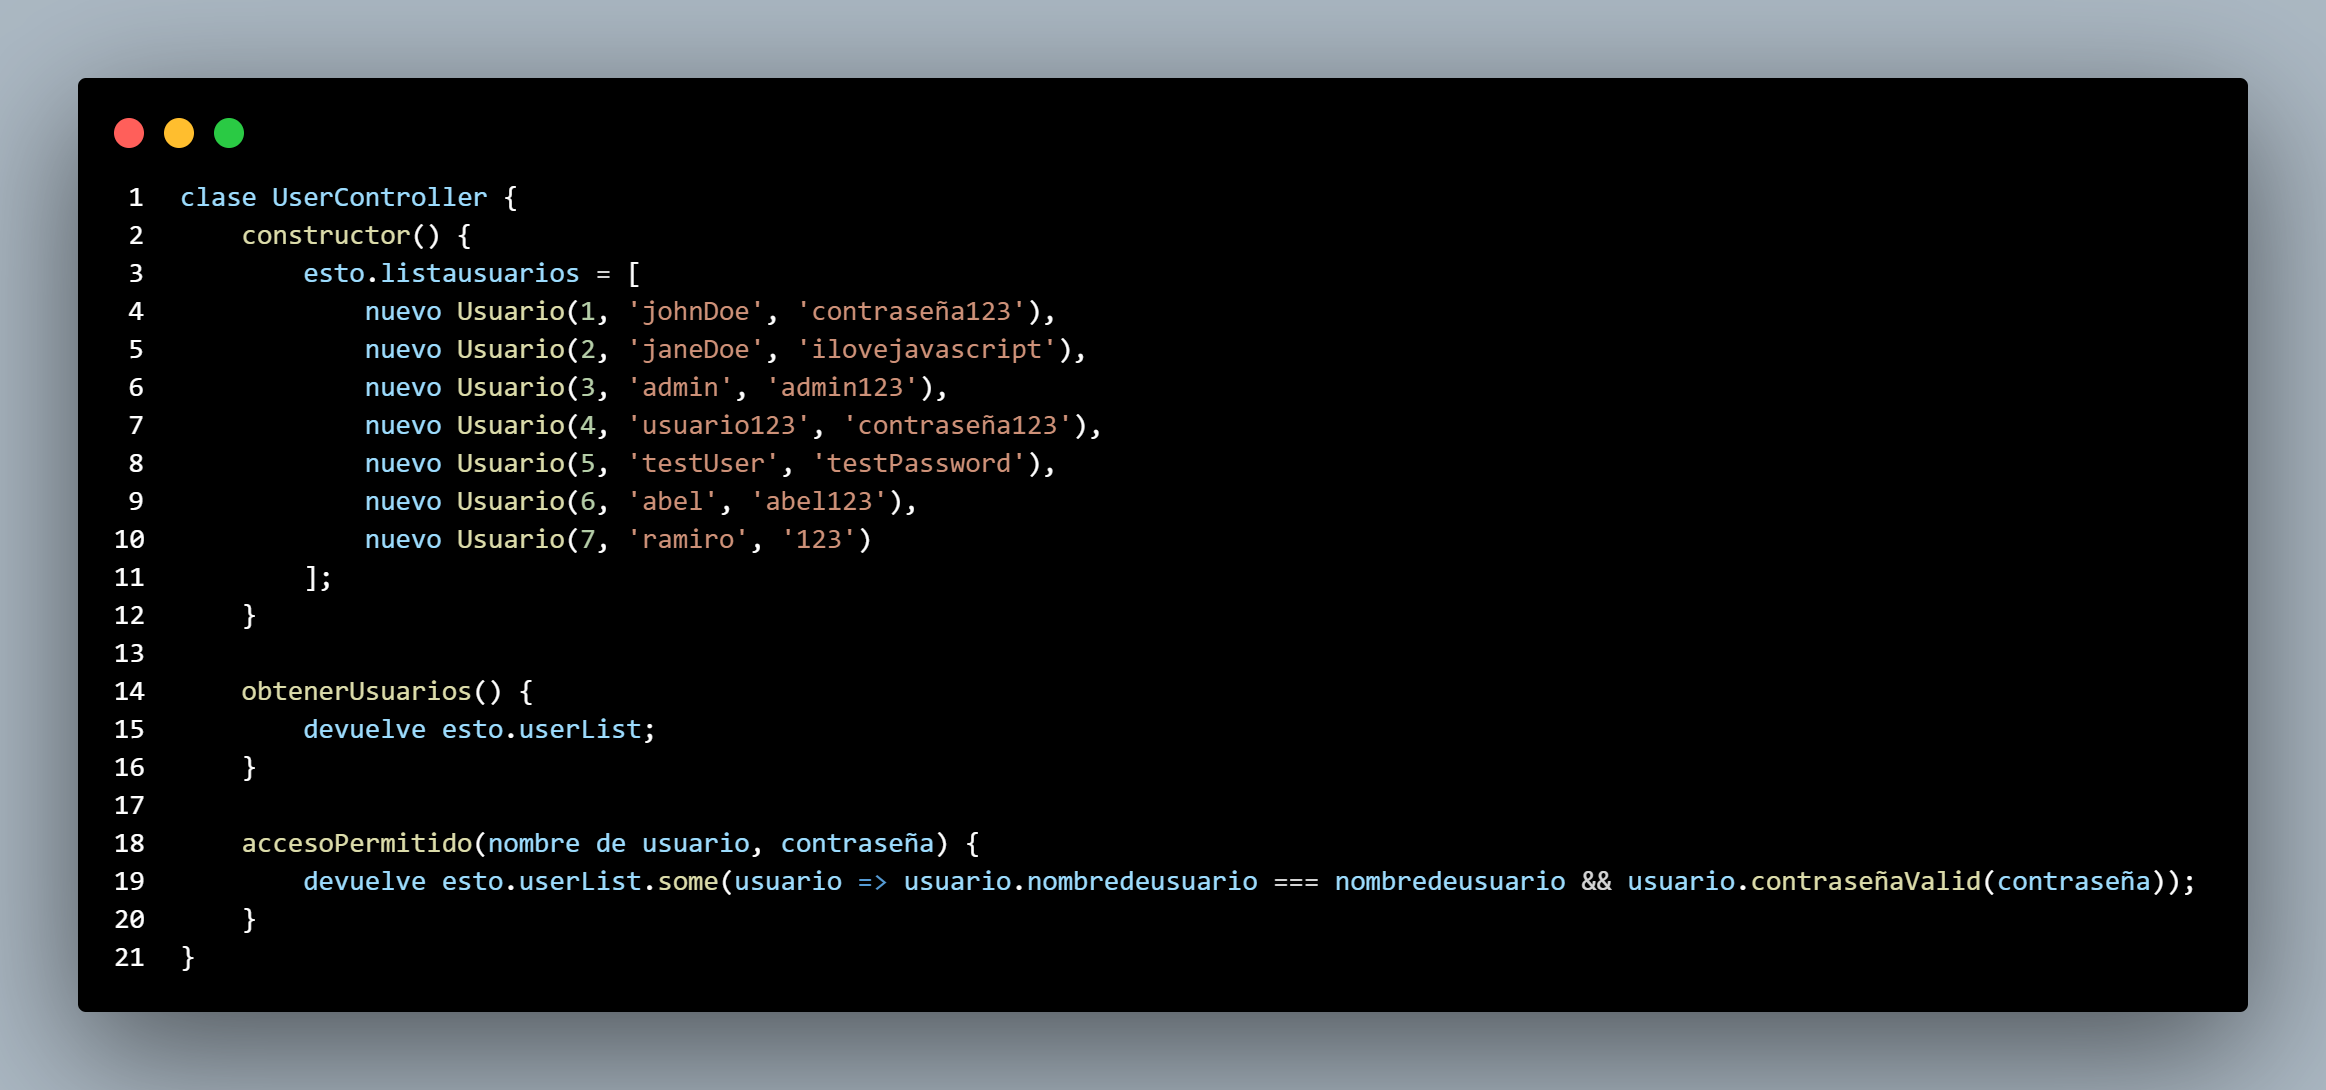 1 clase UserController {
2     constructor() {
3         esto.listausuarios = [
4             nuevo Usuario(1, 'johnDoe', 'contraseña123'),
5             nuevo Usuario(2, 'janeDoe', 'ilovejavascript'),
6             nuevo Usuario(3, 'admin', 'admin123'),
7             nuevo Usuario(4, 'usuario123', 'contraseña123'),
8             nuevo Usuario(5, 'testUser', 'testPassword'),
9             nuevo Usuario(6, 'abel', 'abel123'),
10             nuevo Usuario(7, 'ramiro', '123')
11         ];
12     }
13
14     obtenerUsuarios() {
15         devuelve esto.userList;
16     }
17
18     accesoPermitido(nombre de usuario, contraseña) {
19         devuelve esto.userList.some(usuario => usuario.nombredeusuario === nombredeusuario && usuario.contraseñaValid(contraseña));
20     }
21 }